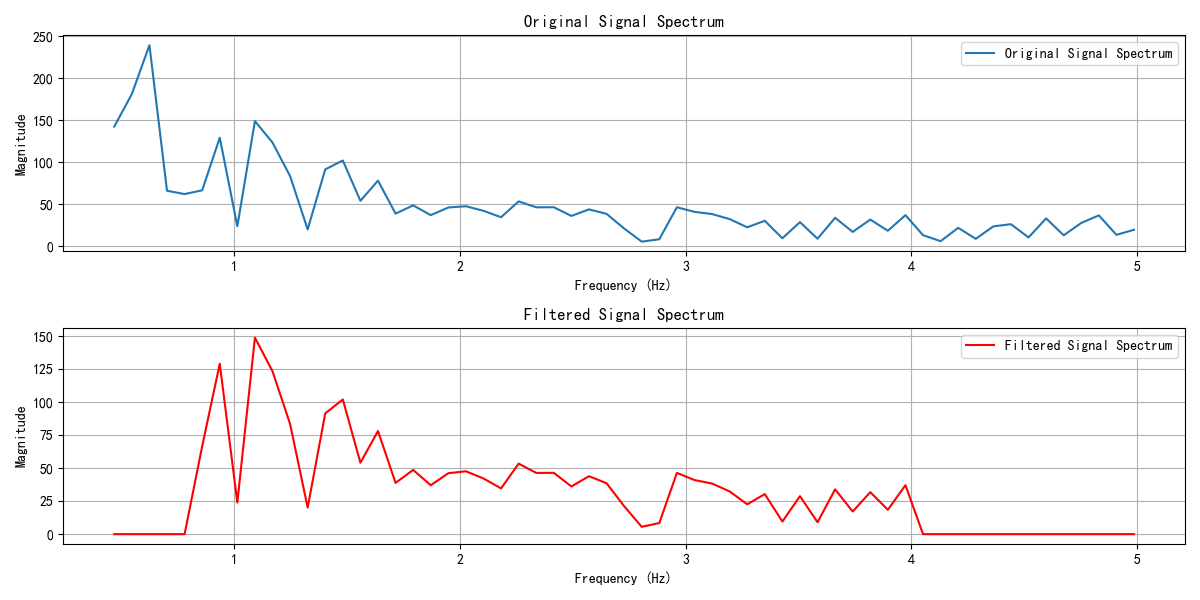 Original Signal Spectrum
250
200
150
100
50
0
Magnitude
Original Signal Spectrum
1 2 3 4 5
Frequency (Hz)
Filtered Signal Spectrum
150
125
100
75
50
25
0
Magnitude
Filtered Signal Spectrum
1 2 3 4 5
Frequency (Hz)